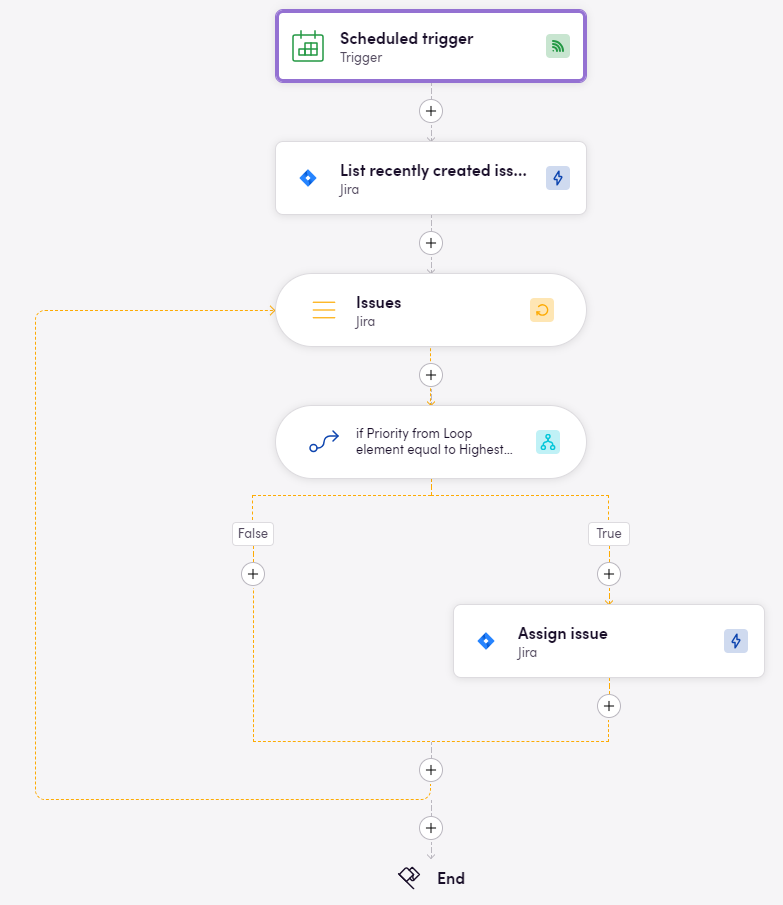 Scheduled trigger
Trigger
List recently created iss...
Jira
Issues
Jira
if Priority from Loop
element equal to Highest...
False
True
Assign issue
Jira
End